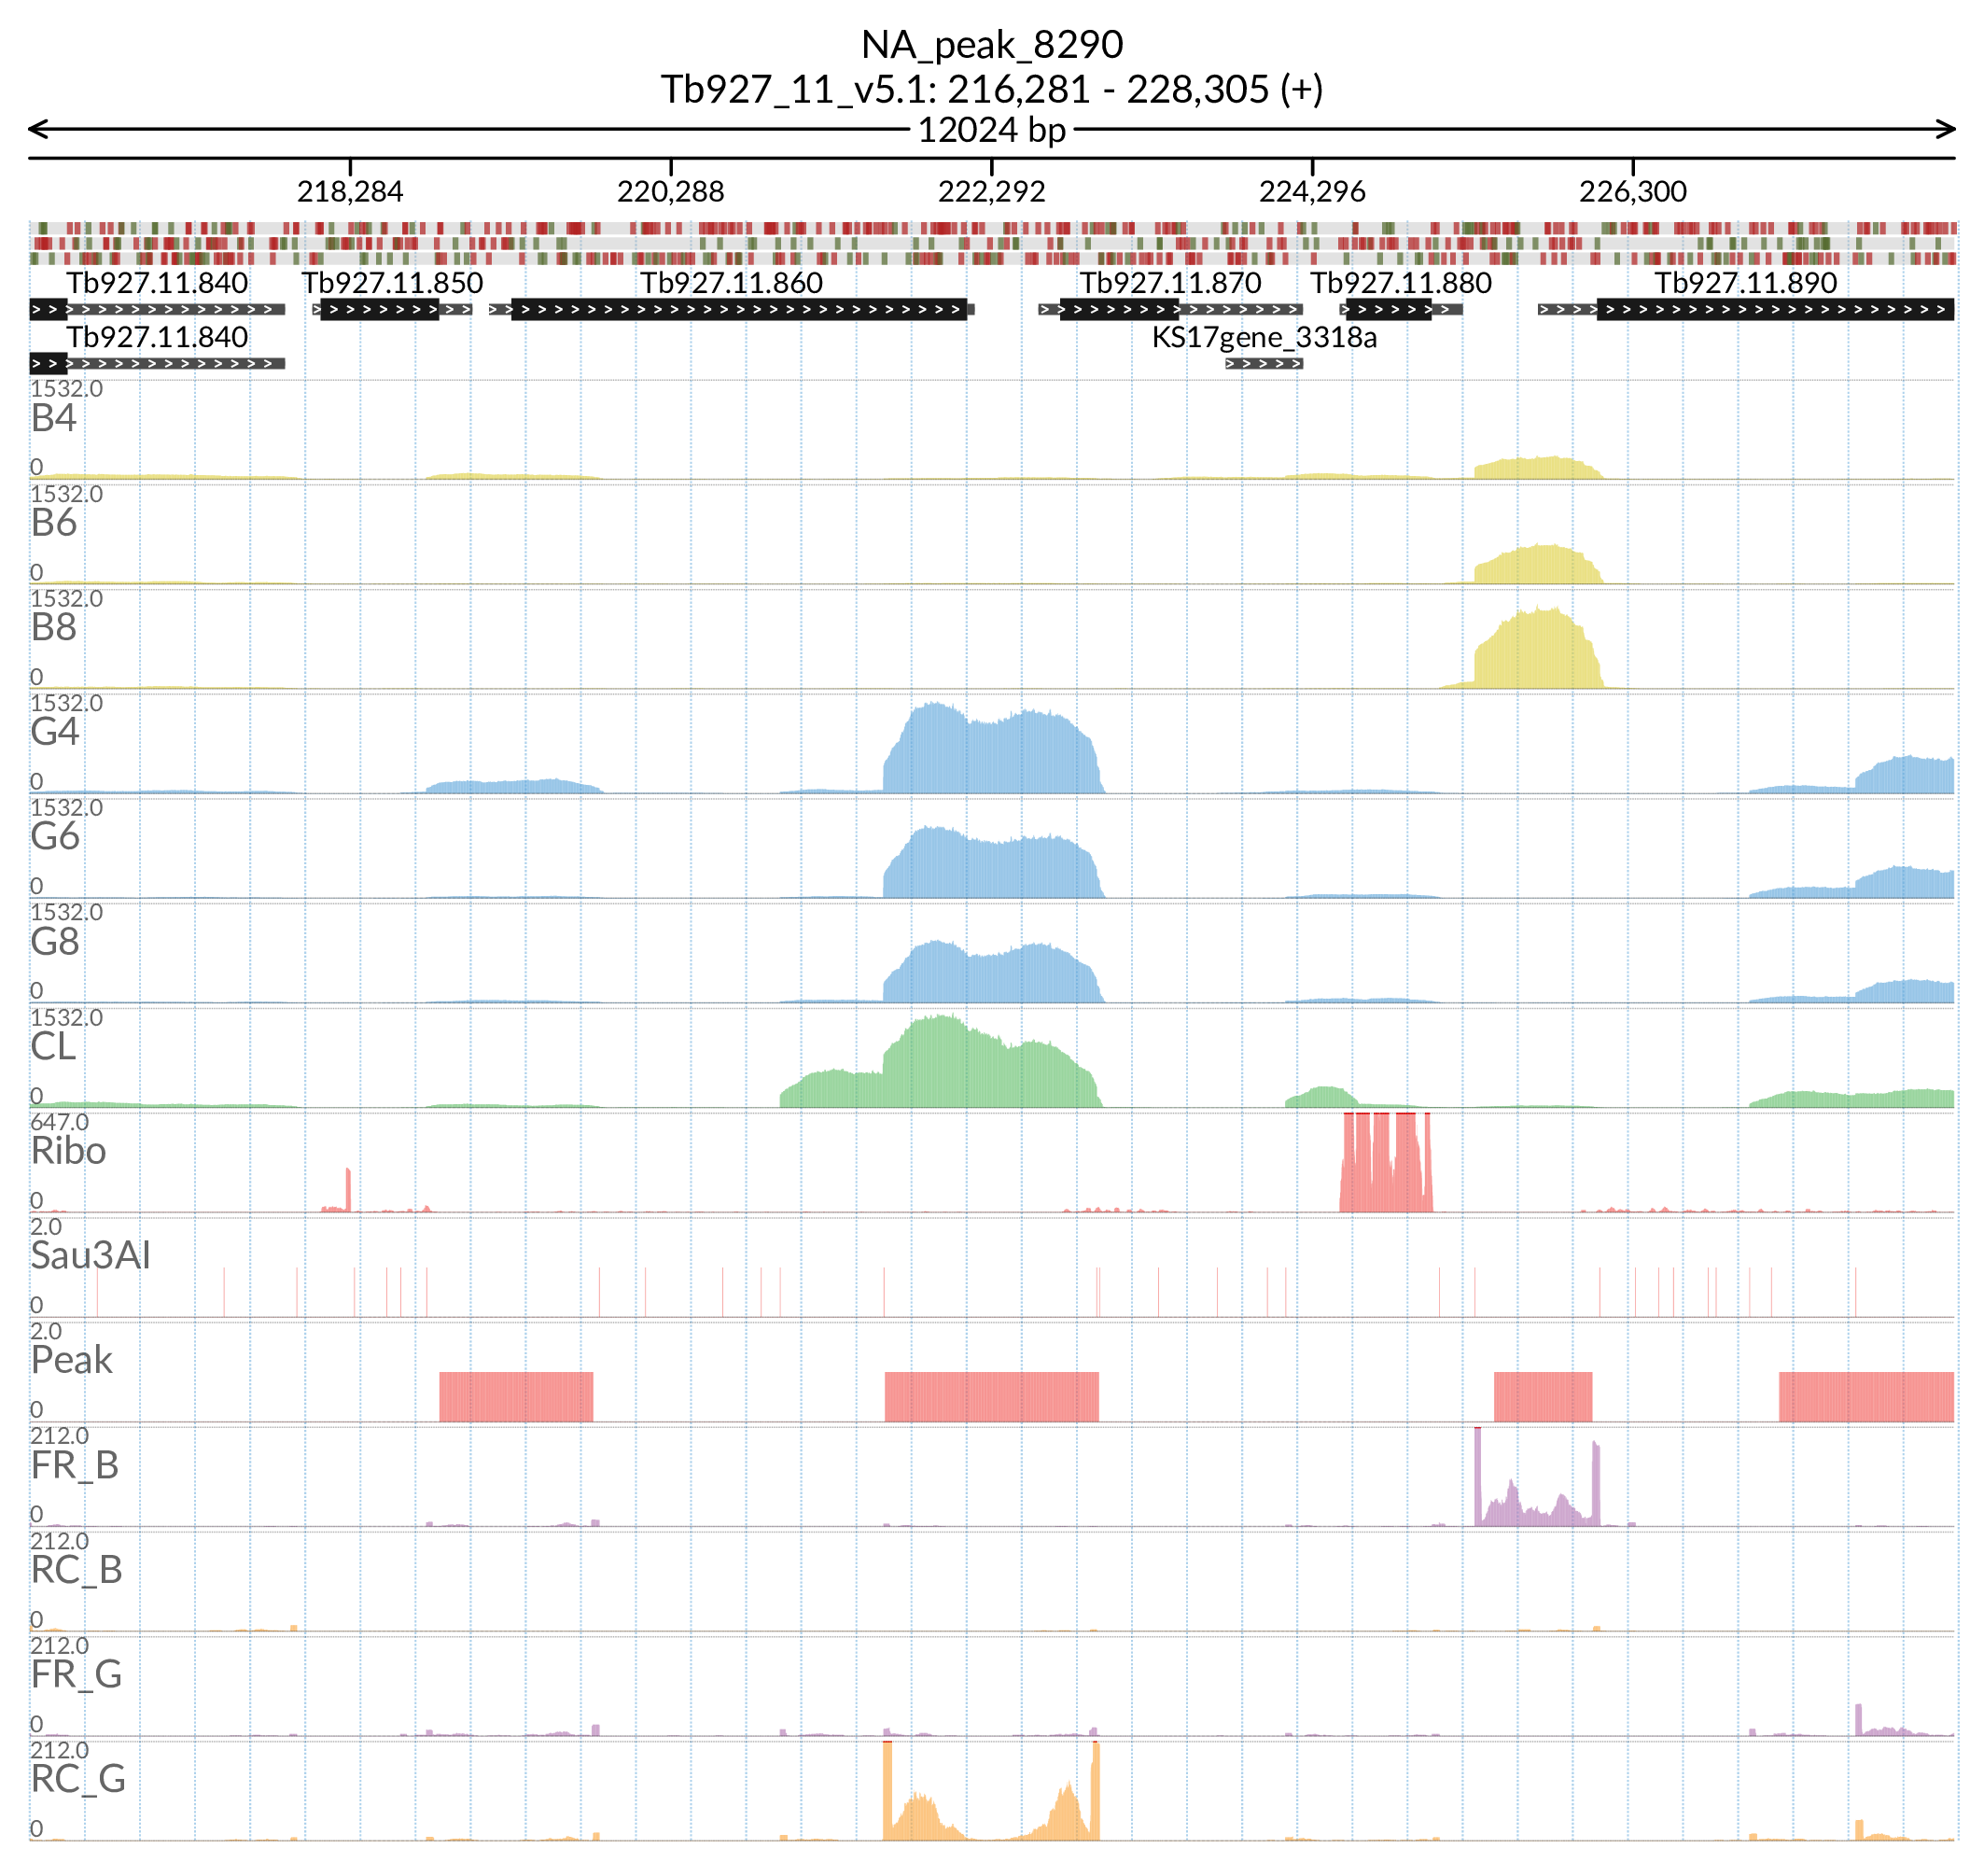 NA_peak_8290
Tb927_11_v5.1: 216,281 - 228,305 (+)
12024 bp
218,284 220,288 222,292 224,296 226,300
Tb927.11.840 Tb927.11.850 Tb927.11.860 Tb927.11.870 Tb927.11.880 Tb927.11.890
Tb927.11.840 KS17gene_3318a
1532.0
B4
0
1532.0
B6
0
1532.0
B8
0
1532.0
G4
0
1532.0
G6
0
1532.0
G8
0
1532.0
CL
0
647.0
Ribo
0
2.0
Sau3AI
0
2.0
Peak
0
212.0
FR_B
0
212.0
RC_B
0
212.0
FR_G
0
212.0
RC_G
0